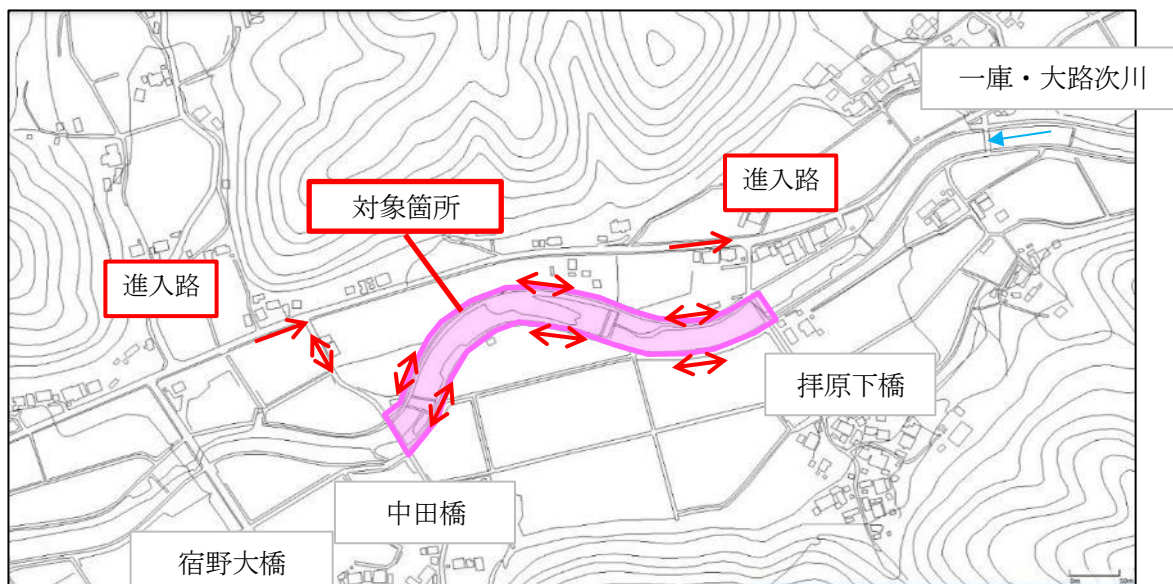 一庫・大路次川
進入路
対象箇所
進入路
拝原下橋
中田橋
宿野大橋